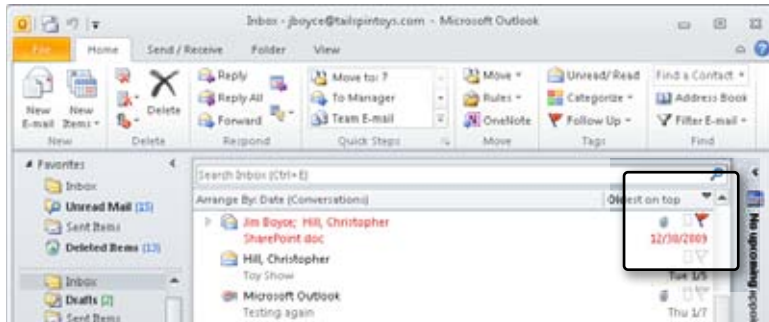 Inbox - jboyce@tailspintoys.com - Microsoft Outlook
File Home Send / Receive Folder View
New E-mail
New Items
Delete
Reply
Reply All
Forward
Move to: ?
To Manager
Team E-mail
Move
Rules
OneNote
Unread/ Read
Categorize
Follow Up
Find a Contact
Address Book
Filter E-mail
New Delete Respond Quick Steps Move Tags Find
Favorites
Inbox
Unread Mail (15)
Sent Items
Deleted Items (13)
Inbox
Drafts [2]
Sent Items
Search Inbox (Ctrl+E)
Arrange By: Date (Conversations) Oldest on top
Jim Boyce; Hill, Christopher
SharePoint doc 12/30/2009
Hill, Christopher
Toy Show Tue 1/5
Microsoft Outlook
Testing again Thu 1/7
No upcoming